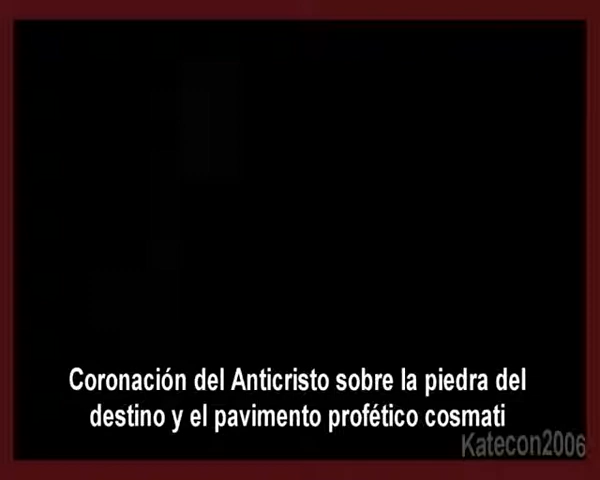 Coronación del Anticristo sobre la piedra del
destino y el pavimento profético cosmati
Katecon2006